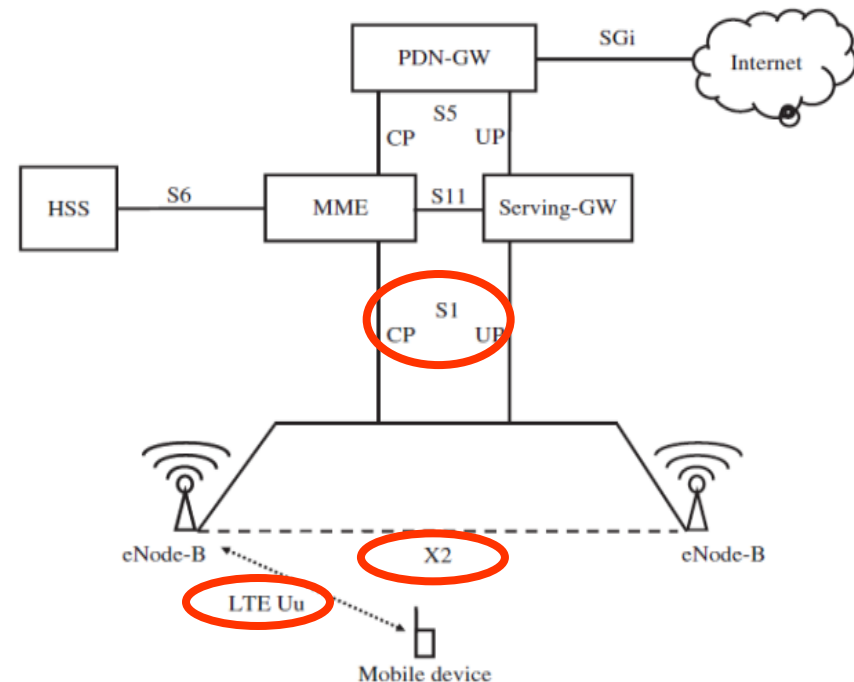 SGi
PDN-GW
Internet
S5
CP UP
S6
S11
HSS
MME
Serving-GW
S1
CP UP
eNode-B
X2
eNode-B
LTE Uu
Mobile device